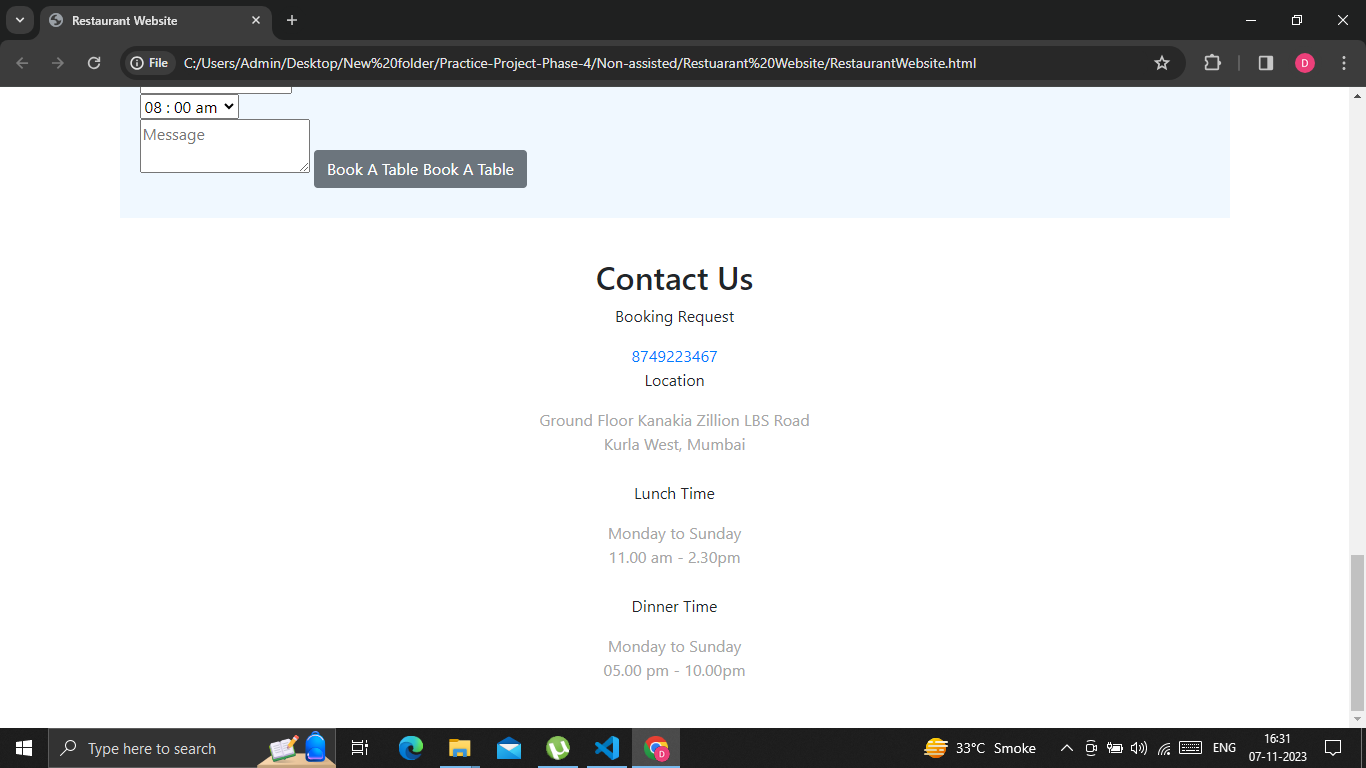 Restaurant Website
File
C:/Users/Admin/Desktop/New%20folder/Practice-Project-Phase-4/Non-assisted/Restuarant%20Website/RestaurantWebsite.html
D
08 : 00 am
Message
Book A Table Book A Table
Contact Us
Booking Request
8749223467
Location
Ground Floor Kanakia Zillion LBS Road
Kurla West, Mumbai
Lunch Time
Monday to Sunday
11.00 am - 2.30pm
Dinner Time
Monday to Sunday
05.00 pm - 10.00pm
Type here to search
D
33°C Smoke
ENG
16:31
07-11-2023